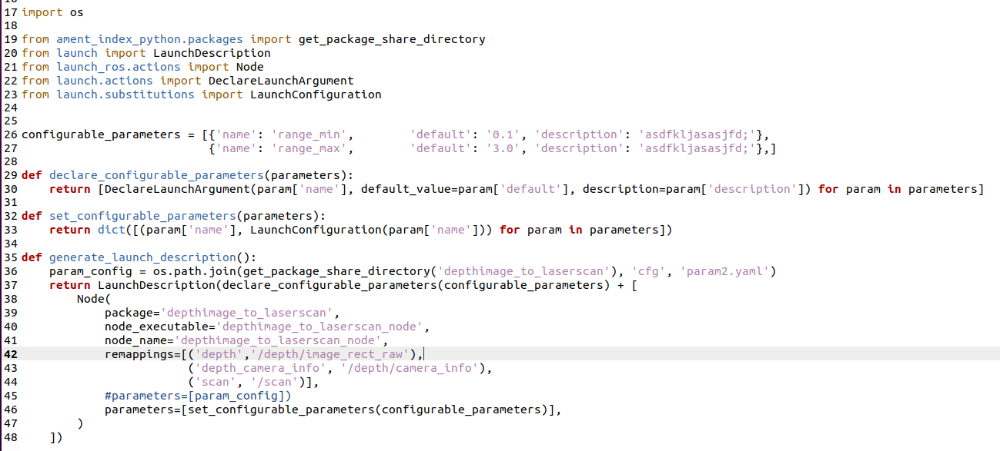 17 import os
18
19 from ament_index_python.packages import get_package_share_directory
20 from launch import LaunchDescription
21 from launch_ros.actions import Node
22 from launch.actions import DeclareLaunchArgument
23 from launch.substitutions import LaunchConfiguration
24
25
26 configurable_parameters = [{'name': 'range_min',        'default': '0.1', 'description': 'asdfkljasasjfd;'},
27                            {'name': 'range_max',        'default': '3.0', 'description': 'asdfkljasasjfd;'},]
28
29 def declare_configurable_parameters(parameters):
30     return [DeclareLaunchArgument(param['name'], default_value=param['default'], description=param['description']) for param in parameters]
31
32 def set_configurable_parameters(parameters):
33     return dict([(param['name'], LaunchConfiguration(param['name'])) for param in parameters])
34
35 def generate_launch_description():
36     param_config = os.path.join(get_package_share_directory('depthimage_to_laserscan'), 'cfg', 'param2.yaml')
37     return LaunchDescription(declare_configurable_parameters(configurable_parameters) + [
38         Node(
39             package='depthimage_to_laserscan',
40             node_executable='depthimage_to_laserscan_node',
41             node_name='depthimage_to_laserscan_node',
42             remappings=[('depth','/depth/image_rect_raw'),
43                         ('depth_camera_info', '/depth/camera_info'),
44                         ('scan', '/scan')],
45             #parameters=[param_config])
46             parameters=[set_configurable_parameters(configurable_parameters)],
47         )
48     ])